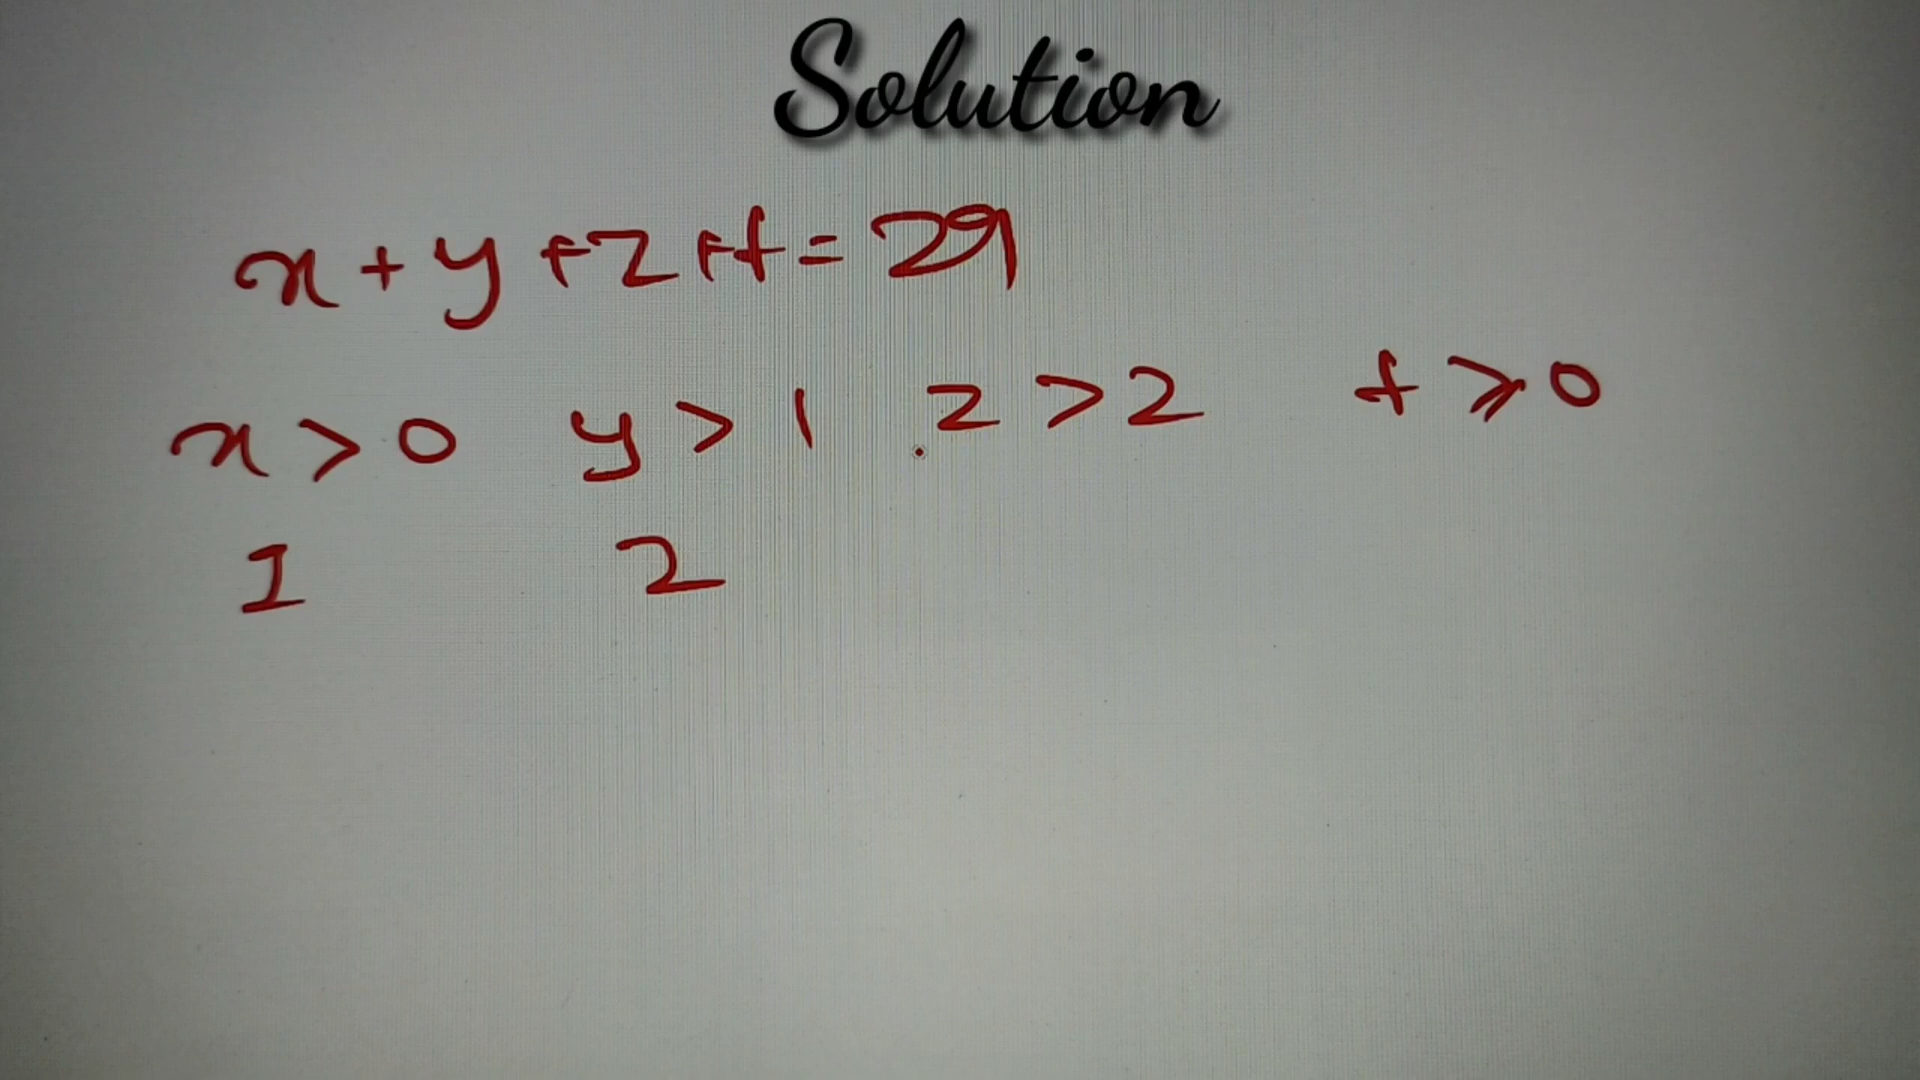 Solution
x + y + z + t = 29
x > 0 y > 1 z > 2 t ⩾ 0
1 2